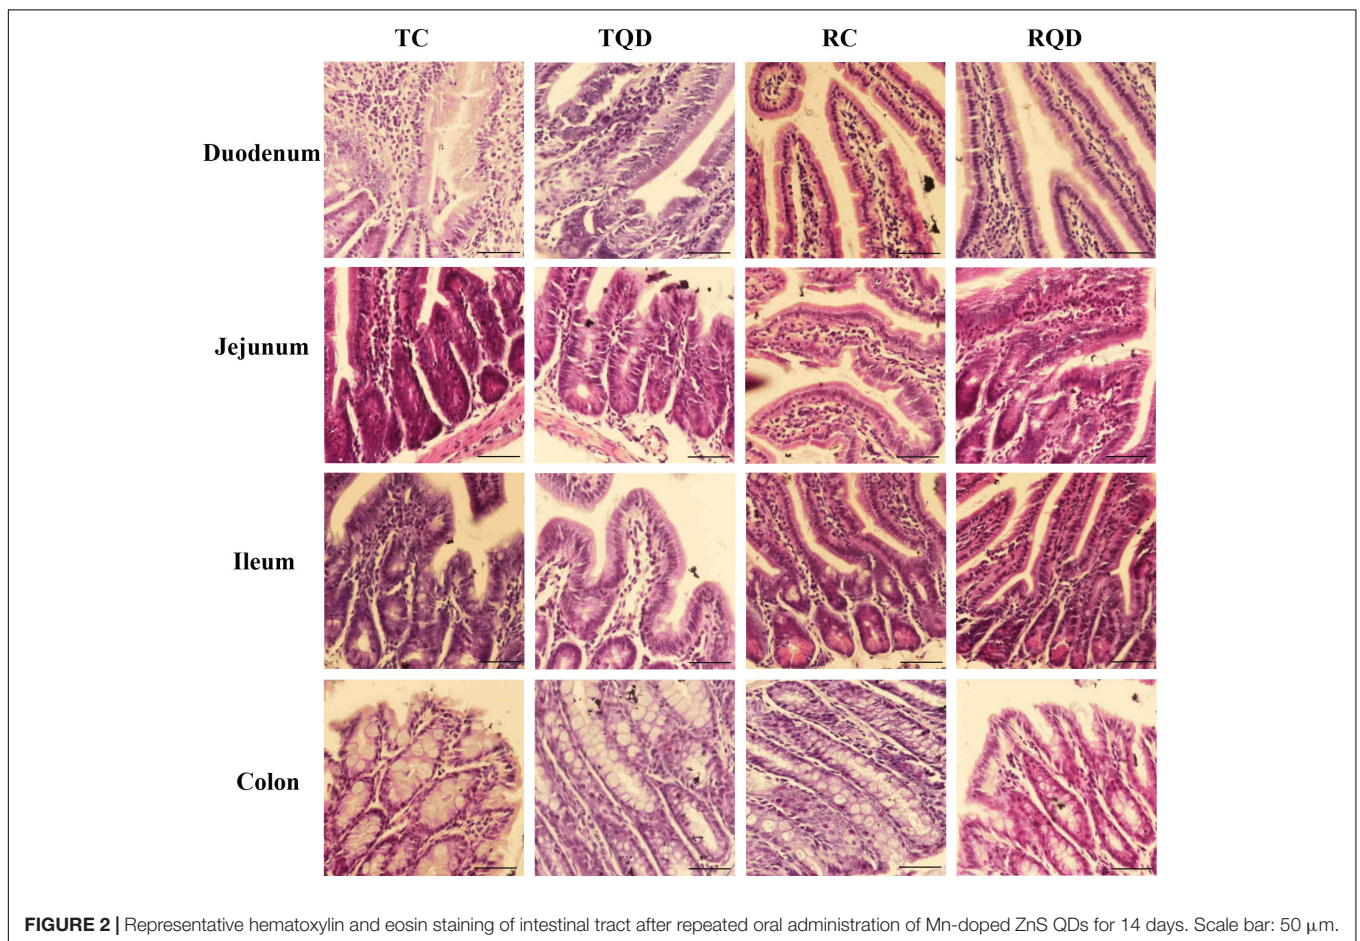 TC TQD RC RQD
Duodenum
Jejunum
Ileum
Colon
FIGURE 2 | Representative hematoxylin and eosin staining of intestinal tract after repeated oral administration of Mn-doped ZnS QDs for 14 days. Scale bar: 50 μm.